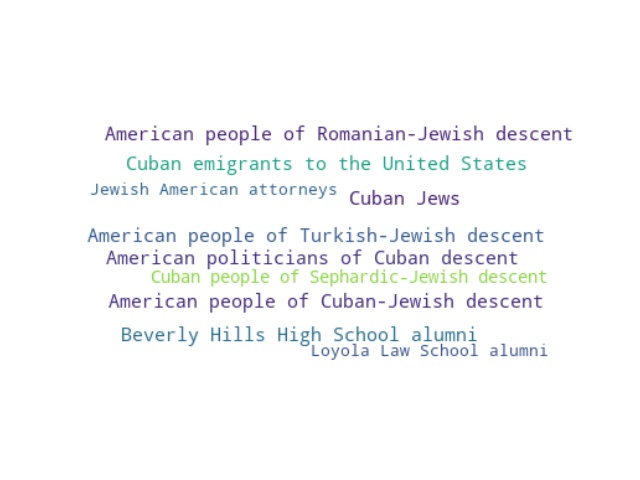 American people of Romanian-Jewish descent
Cuban emigrants to the United States
Jewish American attorneys
Cuban Jews
American people of Turkish-Jewish descent
American politicians of Cuban descent
Cuban people of Sephardic-Jewish descent
American people of Cuban-Jewish descent
Beverly Hills High School alumni
Loyola Law School alumni